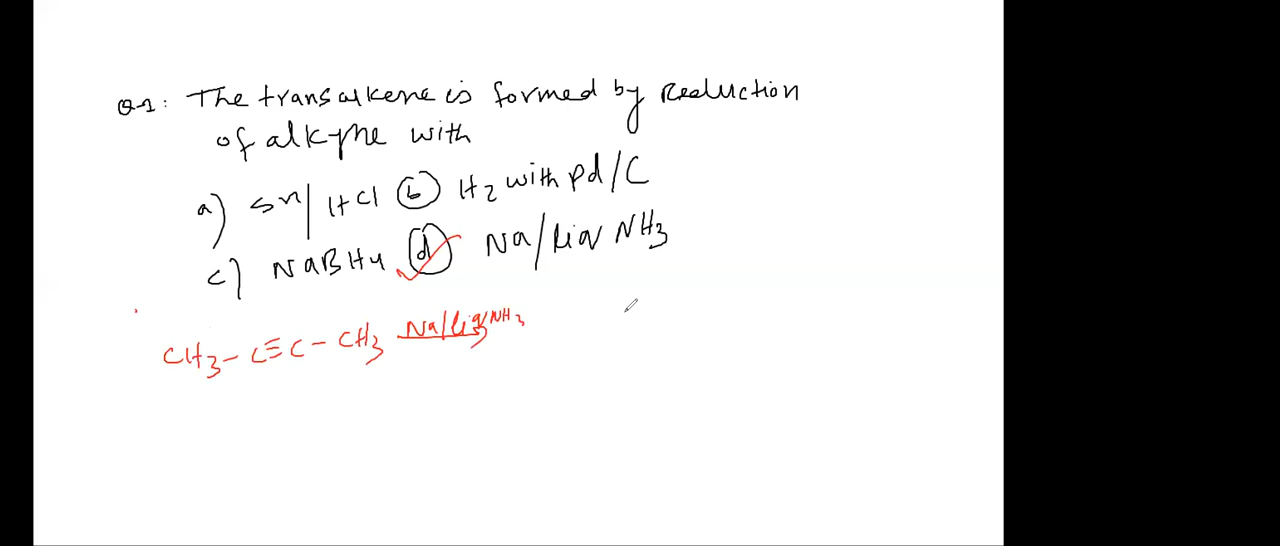 Q-1: The trans alkene is formed by Reduction
of alkyne with
a) Sn/HCl (b) H2 with pd/C
c) NaBH4 (d) Na/liq NH3
CH3-C≡C-CH3 Na/liq NH3